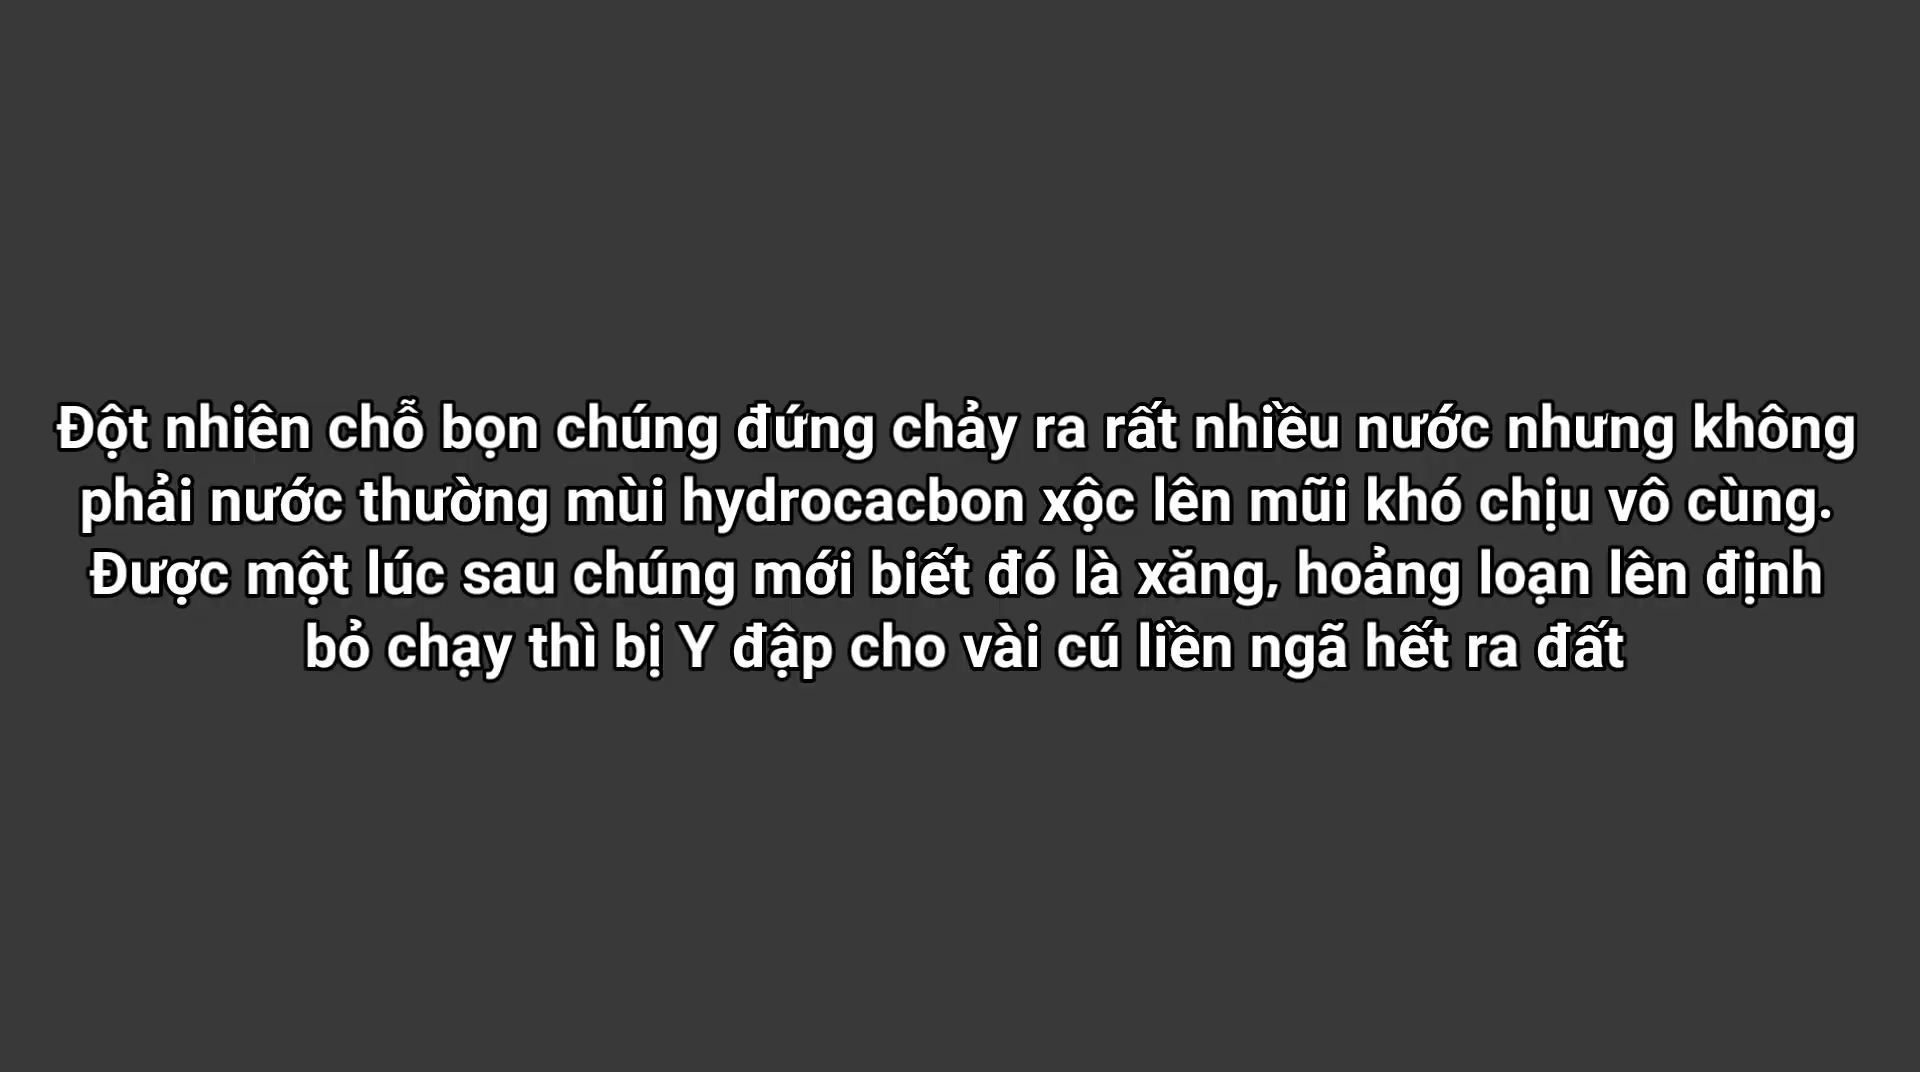 Đột nhiên chỗ bọn chúng đứng chảy ra rất nhiều nước nhưng không
phải nước thường mùi hydrocacbon xộc lên mũi khó chịu vô cùng.
Được một lúc sau chúng mới biết đó là xăng, hoảng loạn lên định
bỏ chạy thì bị Y đập cho vài cú liền ngã hết ra đất